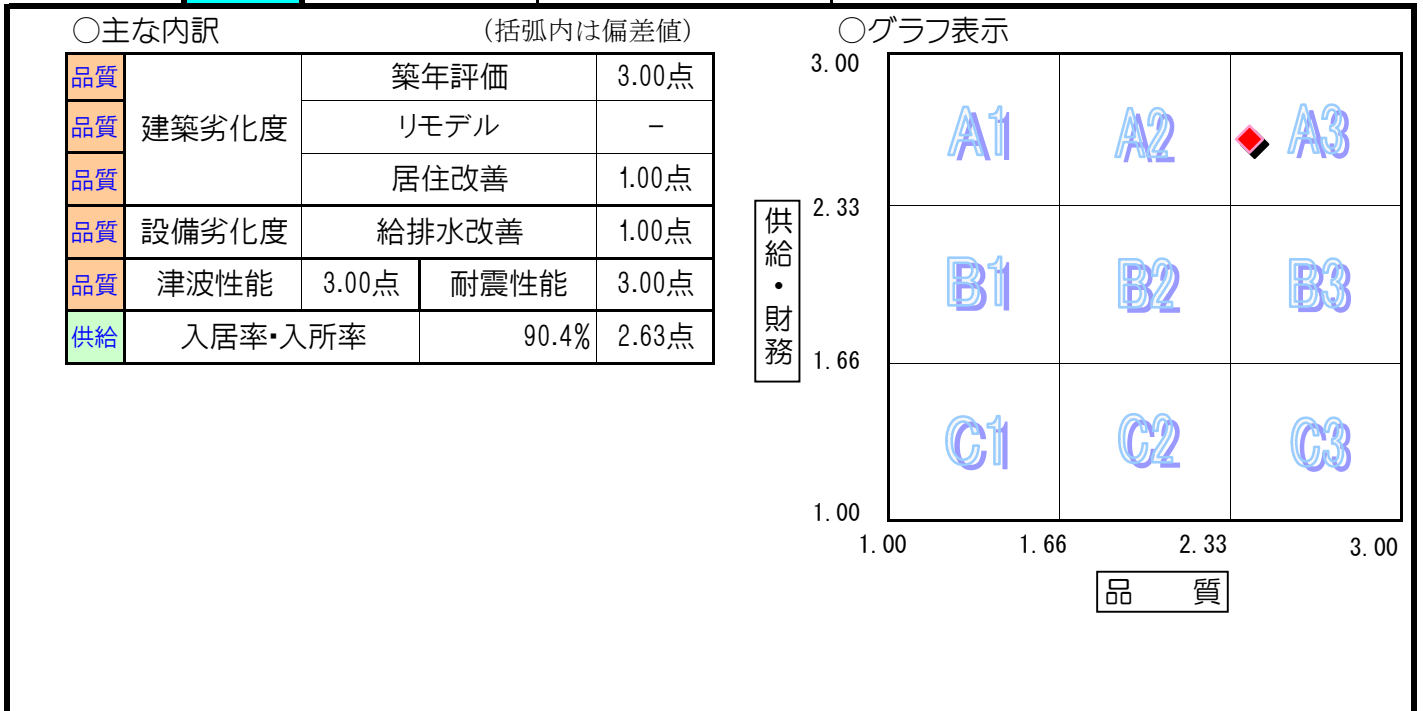 ○主な内訳 (括弧内は偏差値)
品質 建築劣化度 築年評価 3.00点
品質 リモデル −
品質 居住改善 1.00点
品質 設備劣化度 給排水改善 1.00点
品質 津波性能 3.00点 耐震性能 3.00点
供給 入居率・入所率 90.4% 2.63点
○グラフ表示
3.00
A1 A2 A3
2.33
供給・財務
B1 B2 B3
1.66
C1 C2 C3
1.00
1.00 1.66 2.33 3.00
品 質